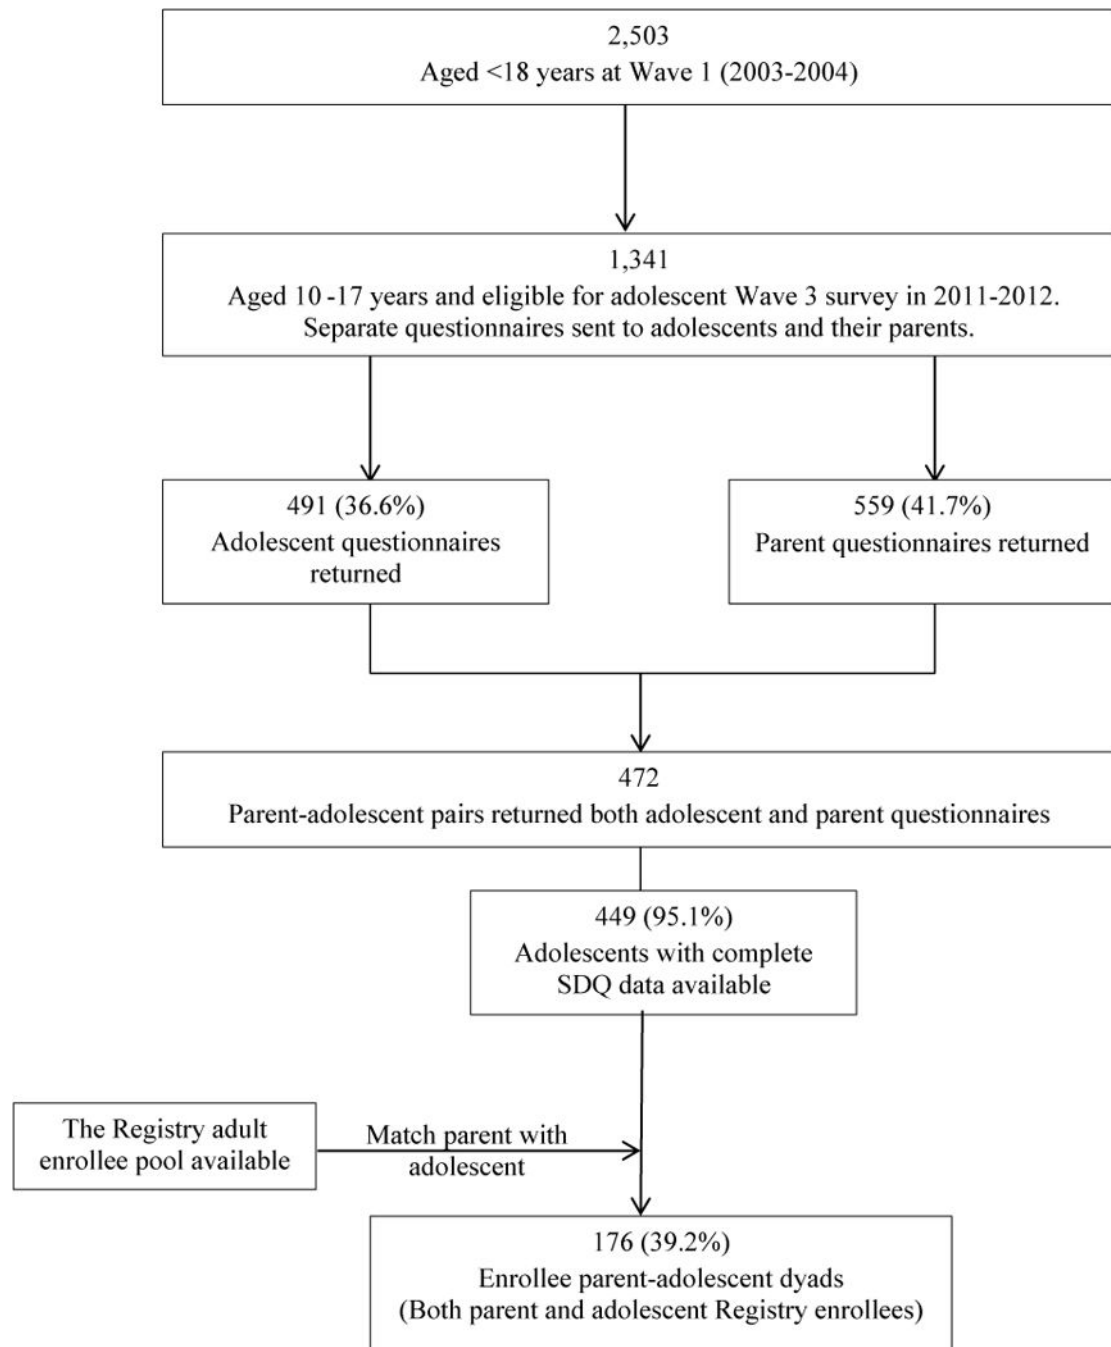 2,503
Aged <18 years at Wave 1 (2003-2004)
1,341
Aged 10 -17 years and eligible for adolescent Wave 3 survey in 2011-2012.
Separate questionnaires sent to adolescents and their parents.
491 (36.6%)
Adolescent questionnaires
returned
559 (41.7%)
Parent questionnaires returned
472
Parent-adolescent pairs returned both adolescent and parent questionnaires
449 (95.1%)
Adolescents with complete
SDQ data available
The Registry adult
enrollee pool available
Match parent with
adolescent
176 (39.2%)
Enrollee parent-adolescent dyads
(Both parent and adolescent Registry enrollees)